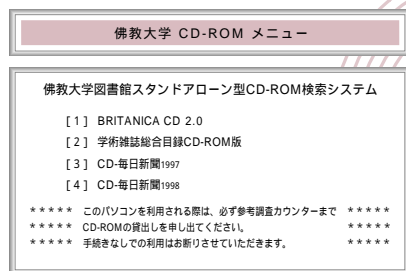 佛教大学 CD-ROM メニュー
佛教大学図書館スタンドアローン型CD-ROM検索システム
[1] BRITANICA CD 2.0
[2] 学術雑誌総合目録CD-ROM版
[3] CD-毎日新聞1997
[4] CD-毎日新聞1998
***** このパソコンを利用される際は、必ず参考調査カウンターまで *****
***** CD-ROMの貸出しを申し出てください。 *****
***** 手続きなしでの利用はお断りさせていただきます。 *****